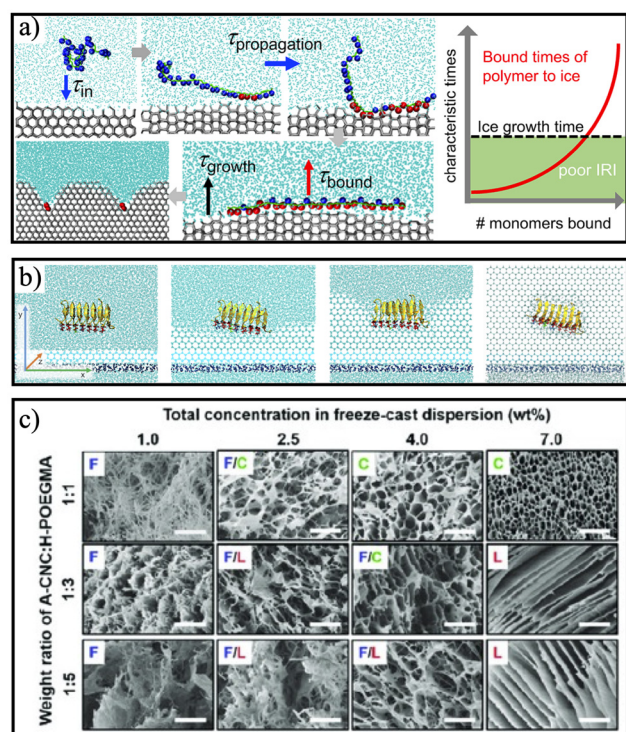 a)
τin
τpropagation
τgrowth
τbound
characteristic times
Bound times of
polymer to ice
Ice growth time
poor IRI
# monomers bound
b)
y
z
x
c)
Total concentration in freeze-cast dispersion (wt%)
1.0 2.5 4.0 7.0
Weight ratio of A-CNC:H-POEGMA
1:1
F F/C C C
1:3
F F/L F/C L
1:5
F F/L F/L L